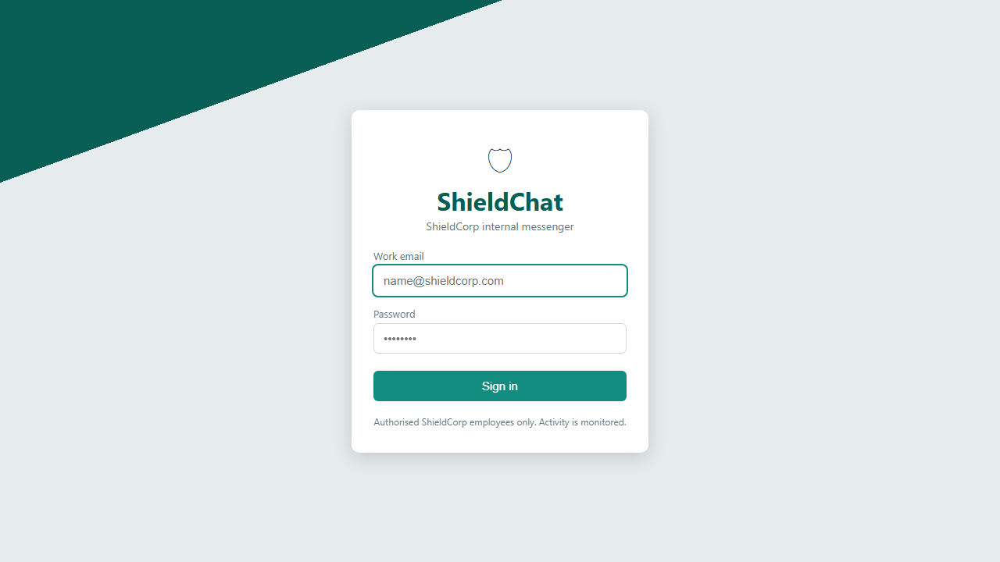 ShieldChat
ShieldCorp internal messenger
Work email
name@shieldcorp.com
Password
••••••••
Sign in
Authorised ShieldCorp employees only. Activity is monitored.